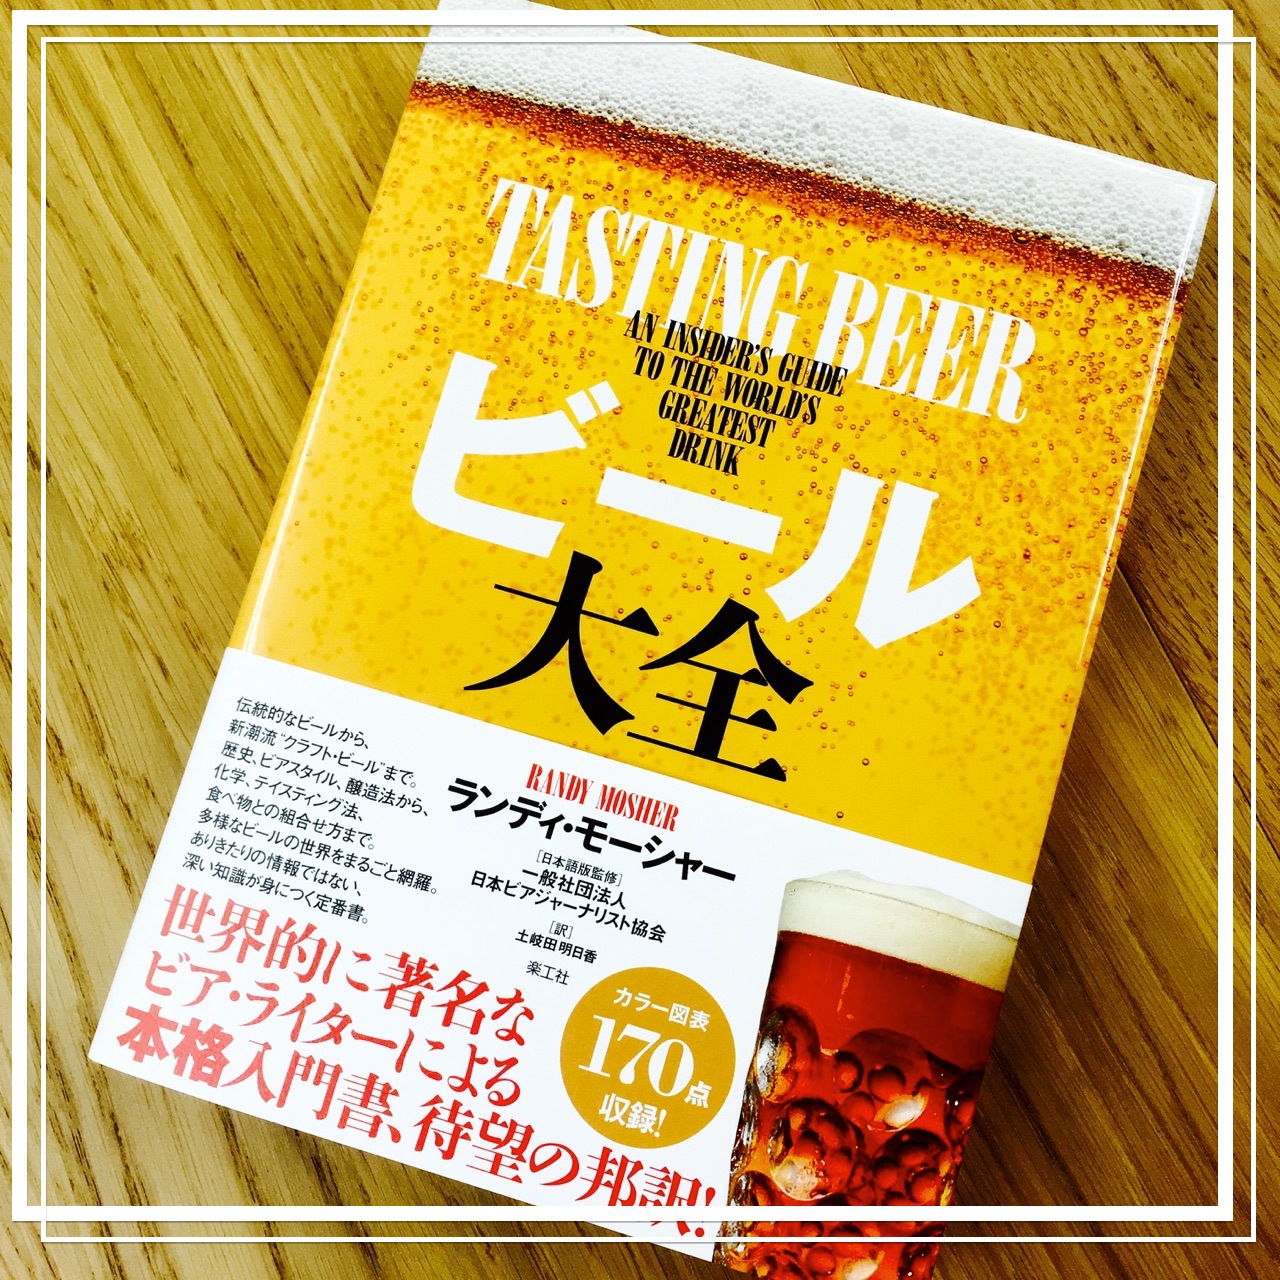 TASTING BEER
AN INSIDER'S GUIDE
TO THE WORLD'S
GREATEST
DRINK
ビール
大全
伝統的なビールから、
新潮流“クラフト・ビール”まで。
歴史、ビアスタイル、醸造法から、
化学、テイスティング法、
食べ物との組合せ方まで。
多様なビールの世界をまるごと網羅。
ありきたりの情報ではない、
深い知識が身につく定番書。
RANDY MOSHER
ランディ・モーシャー
[日本語版監修]
一般社団法人
日本ビアジャーナリスト協会
[訳]
土岐田明日香
楽工社
世界的に著名な
ビア・ライターによる
本格入門書、待望の邦訳!
カラー図表
170点
収録!